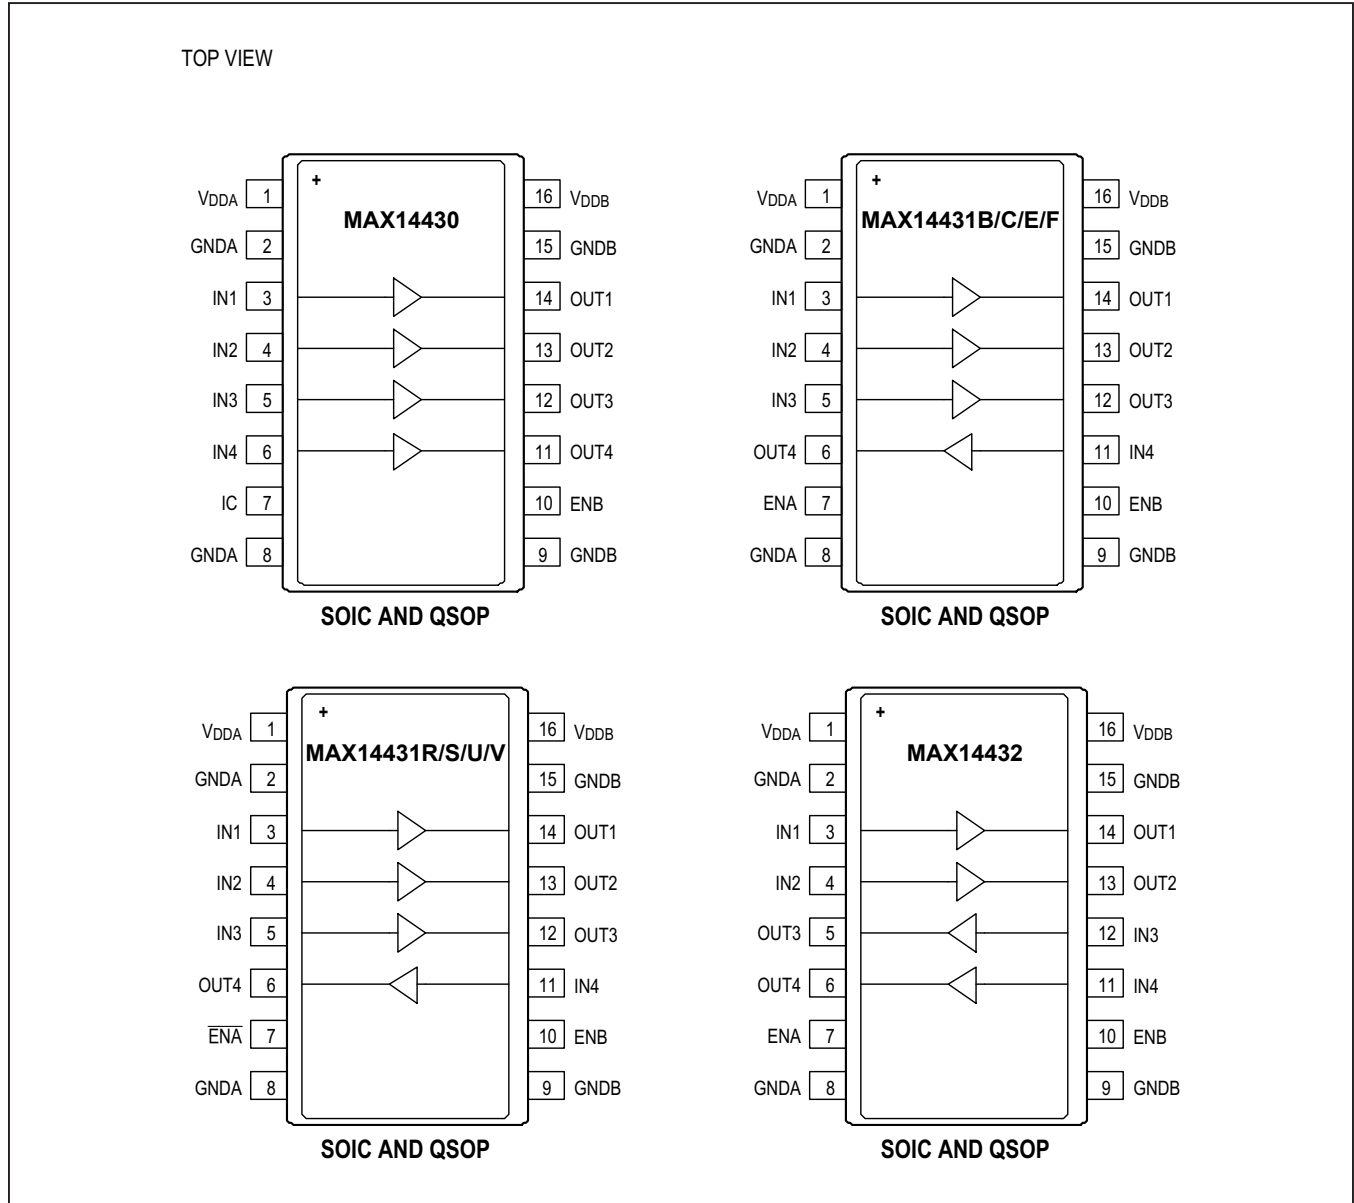 TOP VIEW
+
MAX14430
VDDA 1 16 VDDB
GNDA 2 15 GNDB
IN1 3 14 OUT1
IN2 4 13 OUT2
IN3 5 12 OUT3
IN4 6 11 OUT4
IC 7 10 ENB
GNDA 8 9 GNDB
SOIC AND QSOP
+
MAX14431B/C/E/F
VDDA 1 16 VDDB
GNDA 2 15 GNDB
IN1 3 14 OUT1
IN2 4 13 OUT2
IN3 5 12 OUT3
OUT4 6 11 IN4
ENA 7 10 ENB
GNDA 8 9 GNDB
SOIC AND QSOP
+
MAX14431R/S/U/V
VDDA 1 16 VDDB
GNDA 2 15 GNDB
IN1 3 14 OUT1
IN2 4 13 OUT2
IN3 5 12 OUT3
OUT4 6 11 IN4
E̅N̅A̅ 7 10 ENB
GNDA 8 9 GNDB
SOIC AND QSOP
+
MAX14432
VDDA 1 16 VDDB
GNDA 2 15 GNDB
IN1 3 14 OUT1
IN2 4 13 OUT2
OUT3 5 12 IN3
OUT4 6 11 IN4
ENA 7 10 ENB
GNDA 8 9 GNDB
SOIC AND QSOP